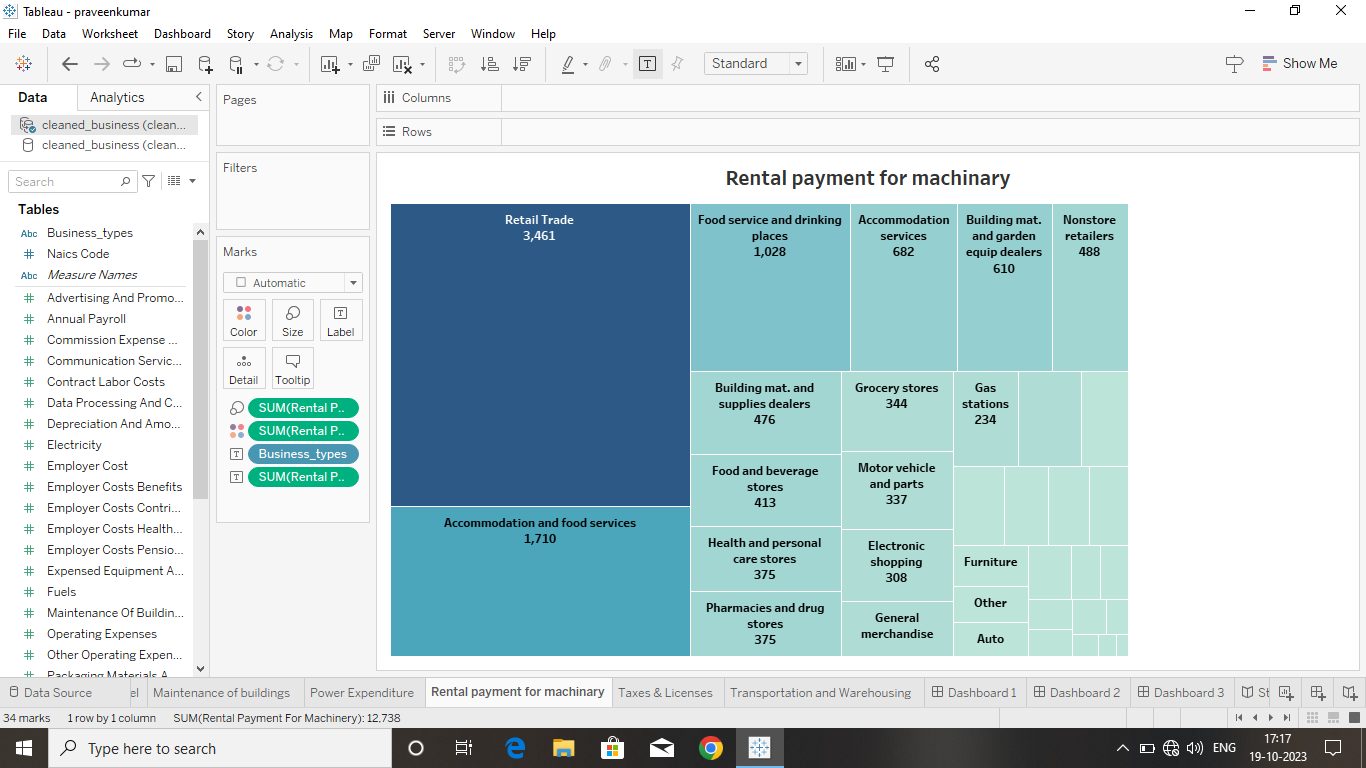 Tableau - praveenkumar
File Data Worksheet Dashboard Story Analysis Map Format Server Window Help
Standard
Show Me
Data Analytics
cleaned_business (clean...
cleaned_business (clean...
Search
Tables
Abc Business_types
# Naics Code
Abc Measure Names
# Advertising And Promo...
# Annual Payroll
# Commission Expense ...
# Communication Servic...
# Contract Labor Costs
# Data Processing And C...
# Depreciation And Amo...
# Electricity
# Employer Cost
# Employer Costs Benefits
# Employer Costs Contri...
# Employer Costs Health...
# Employer Costs Pensio...
# Expensed Equipment A...
# Fuels
# Maintenance Of Buildin...
# Operating Expenses
# Other Operating Expen...
# Packaging Materials A...
Pages
Filters
Marks
Automatic
Color Size Label
Detail Tooltip
SUM(Rental P..
SUM(Rental P..
Business_types
SUM(Rental P..
Columns
Rows
Rental payment for machinary
Retail Trade
3,461
Accommodation and food services
1,710
Food service and drinking
places
1,028
Accommodation
services
682
Building mat.
and garden
equip dealers
610
Nonstore
retailers
488
Building mat. and
supplies dealers
476
Food and beverage
stores
413
Health and personal
care stores
375
Pharmacies and drug
stores
375
Grocery stores
344
Motor vehicle
and parts
337
Electronic
shopping
308
General
merchandise
Gas
stations
234
Furniture
Other
Auto
Data Source el Maintenance of buildings Power Expenditure Rental payment for machinary Taxes & Licenses Transportation and Warehousing Dashboard 1 Dashboard 2 Dashboard 3 St
34 marks 1 row by 1 column SUM(Rental Payment For Machinery): 12,738
Type here to search
ENG
17:17
19-10-2023